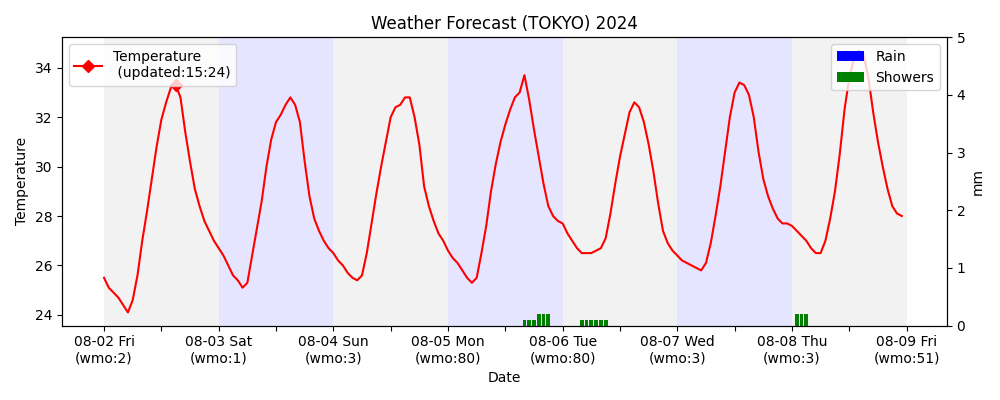 Weather Forecast (TOKYO) 2024
Temperature
(updated:15:24)
Rain
Showers
Temperature
34
32
30
28
26
24
mm
5
4
3
2
1
0
08-02 Fri
(wmo:2)
08-03 Sat
(wmo:1)
08-04 Sun
(wmo:3)
08-05 Mon
(wmo:80)
08-06 Tue
(wmo:80)
08-07 Wed
(wmo:3)
08-08 Thu
(wmo:3)
08-09 Fri
(wmo:51)
Date